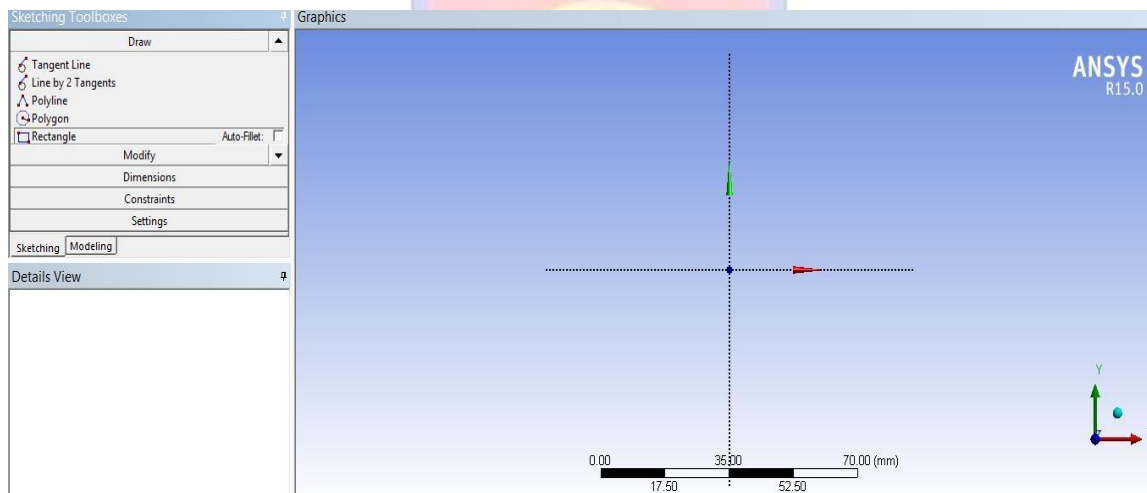 Sketching Toolboxes
Draw
Tangent Line
Line by 2 Tangents
Polyline
Polygon
Rectangle Auto-Fillet:
Modify
Dimensions
Constraints
Settings
Sketching Modeling
Details View
Graphics
ANSYS
R15.0
Y
0.00 35.00 70.00 (mm)
17.50 52.50